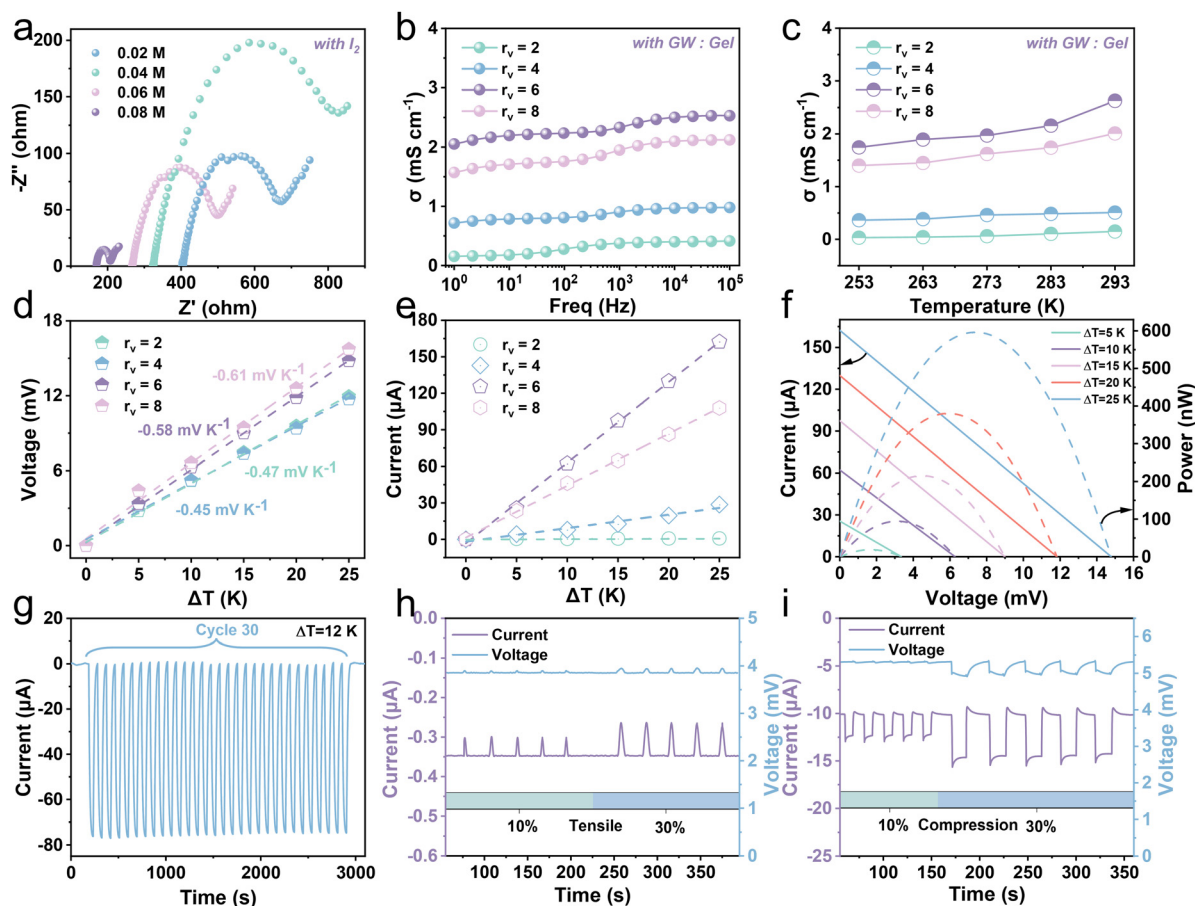 a
with I2
0.02 M
0.04 M
0.06 M
0.08 M
-Z'' (ohm)
200
150
100
50
0
200 400 600 800
Z' (ohm)
b
with GW : Gel
rv = 2
rv = 4
rv = 6
rv = 8
σ (mS cm-1)
4
3
2
1
0
10^0 10^1 10^2 10^3 10^4 10^5
Freq (Hz)
c
with GW : Gel
rv = 2
rv = 4
rv = 6
rv = 8
σ (mS cm-1)
4
2
0
253 263 273 283 293
Temperature (K)
d
rv = 2
rv = 4
rv = 6
rv = 8
-0.61 mV K-1
-0.58 mV K-1
-0.47 mV K-1
-0.45 mV K-1
Voltage (mV)
18
12
6
0
0 5 10 15 20 25
ΔT (K)
e
rv = 2
rv = 4
rv = 6
rv = 8
Current (μA)
180
150
120
90
60
30
0
0 5 10 15 20 25
ΔT (K)
f
ΔT=5 K
ΔT=10 K
ΔT=15 K
ΔT=20 K
ΔT=25 K
Current (μA)
150
120
90
60
30
0
Power (nW)
600
500
400
300
200
100
0
0 2 4 6 8 10 12 14 16
Voltage (mV)
g
Cycle 30
ΔT=12 K
Current (μA)
20
0
-20
-40
-60
-80
0 1000 2000 3000
Time (s)
h
Current
Voltage
Current (μA)
0.0
-0.1
-0.2
-0.3
-0.4
-0.5
-0.6
Voltage (mV)
5
4
3
2
1
0
10% Tensile 30%
50 100 150 200 250 300 350
Time (s)
i
Current
Voltage
Current (μA)
0
-5
-10
-15
-20
-25
Voltage (mV)
6
5
4
3
2
1
0
10% Compression 30%
50 100 150 200 250 300 350
Time (s)